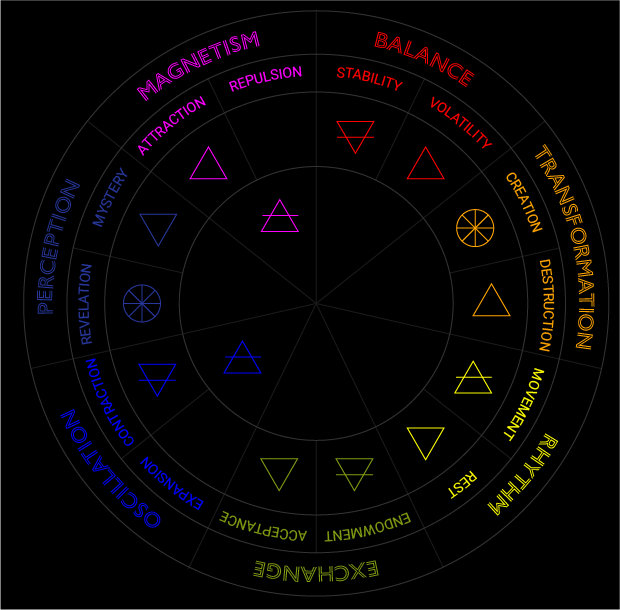 BALANCE
STABILITY
VOLATILITY
TRANSFORMATION
CREATION
DESTRUCTION
RHYTHM
MOVEMENT
REST
EXCHANGE
ENDOWMENT
ACCEPTANCE
OSCILLATION
EXPANSION
CONTRACTION
PERCEPTION
REVELATION
MYSTERY
MAGNETISM
ATTRACTION
REPULSION